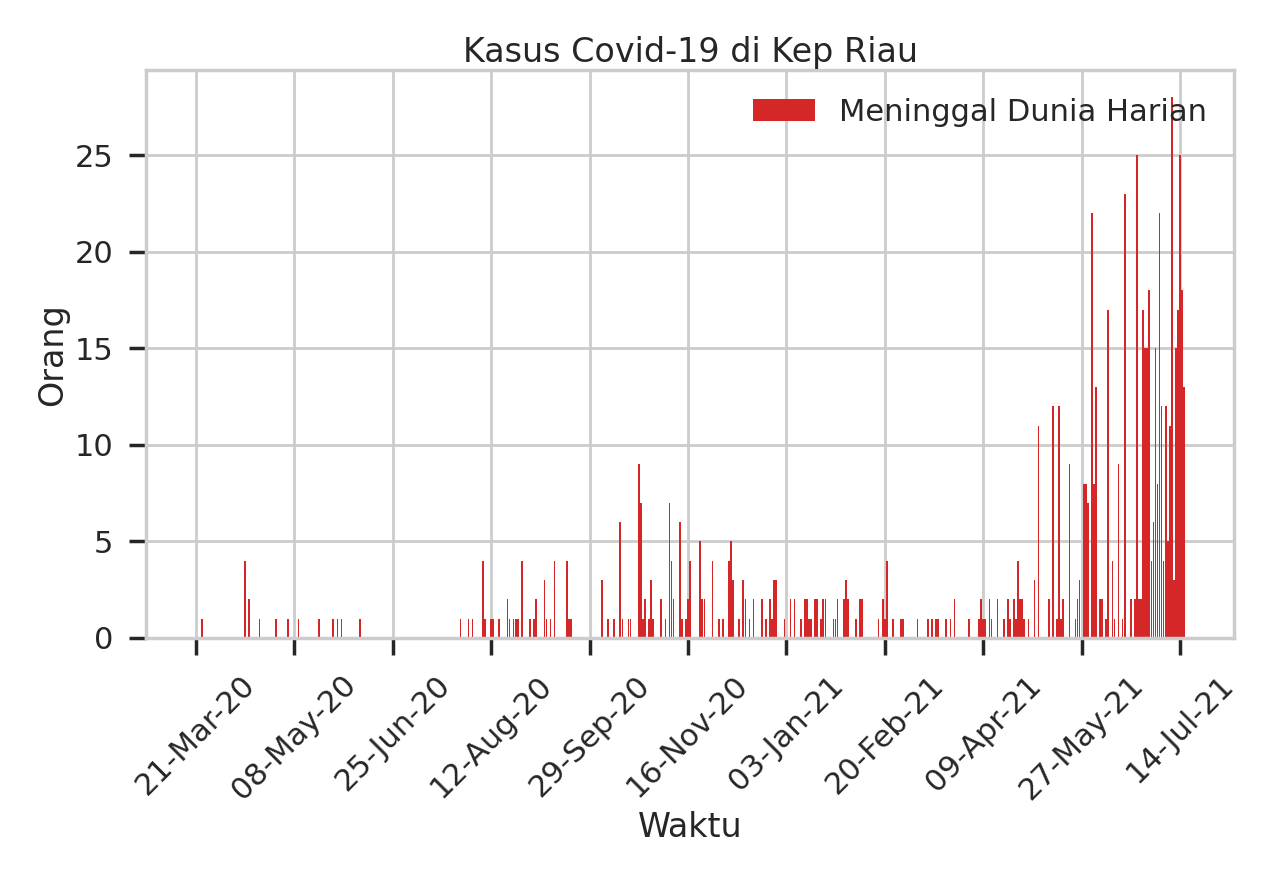 Kasus Covid-19 di Kep Riau
Meninggal Dunia Harian
25
20
15
10
5
0
Orang
21-Mar-20
08-May-20
25-Jun-20
12-Aug-20
29-Sep-20
16-Nov-20
03-Jan-21
20-Feb-21
09-Apr-21
27-May-21
14-Jul-21
Waktu